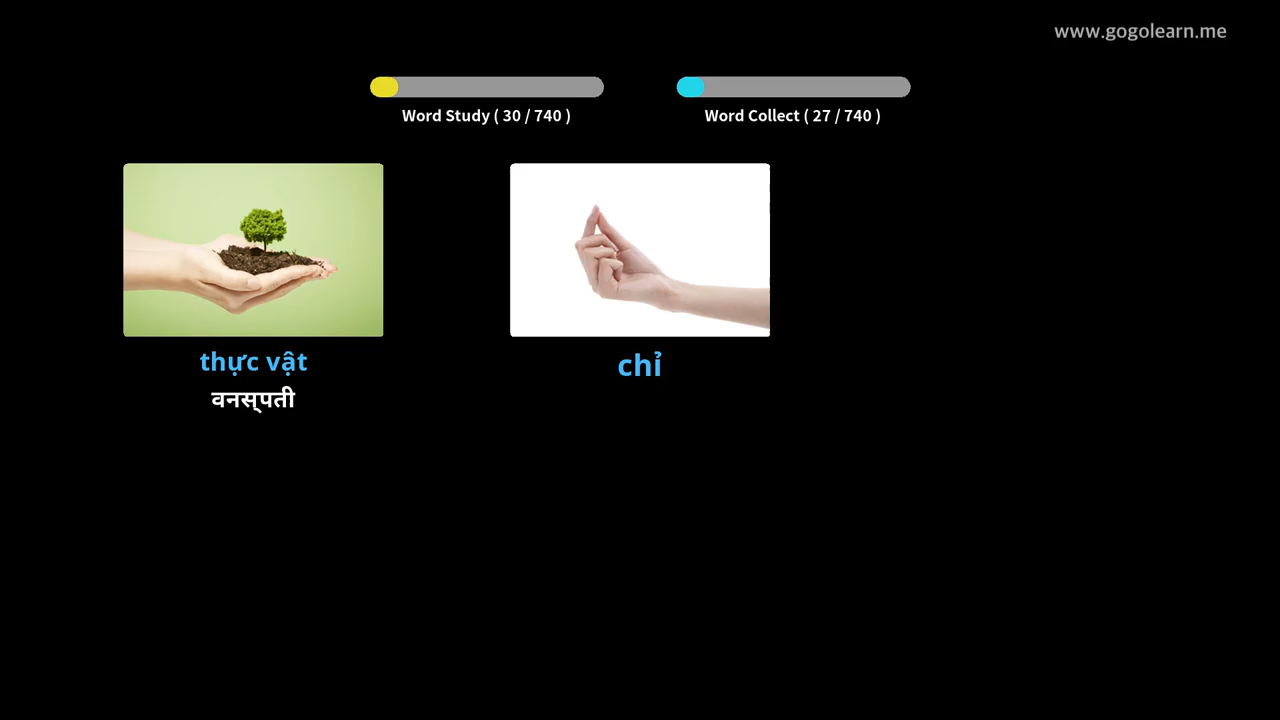 www.gogolearn.me
Word Study ( 30 / 740 )
Word Collect ( 27 / 740 )
thực vật
वनस्पती
chỉ